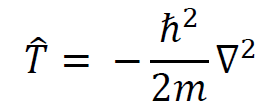 T̂ = − ħ²/2m ∇²